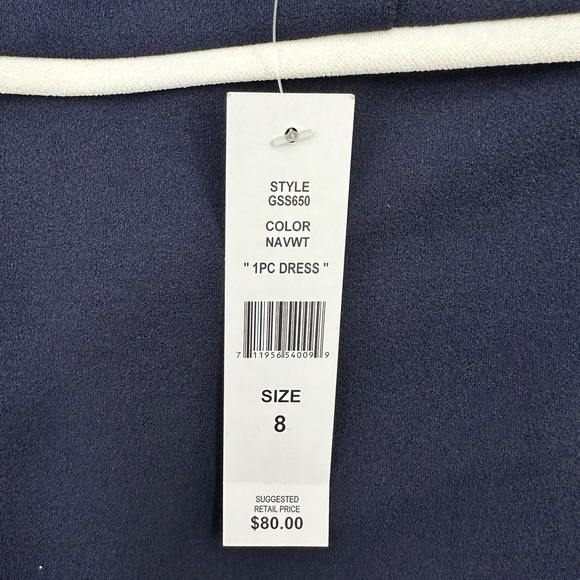 STYLE
GSS650
COLOR
NAVWT
" 1PC DRESS "
7 11956 54009 9
SIZE
8
SUGGESTED
RETAIL PRICE
$80.00